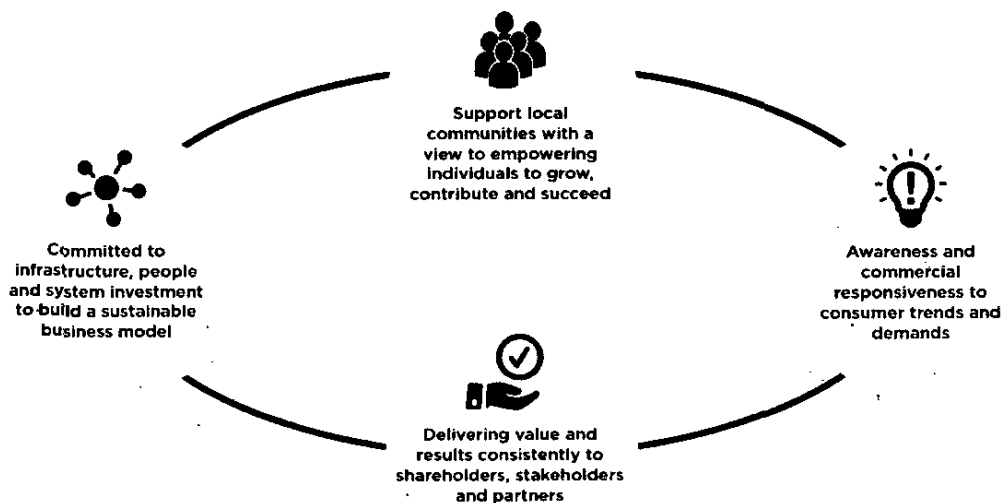 Support local
communities with a
view to empowering
individuals to grow,
contribute and succeed
Committed to
infrastructure, people
and system investment
to build a sustainable
business model
Awareness and
commercial
responsiveness to
consumer trends and
demands
Delivering value and
results consistently to
shareholders, stakeholders
and partners